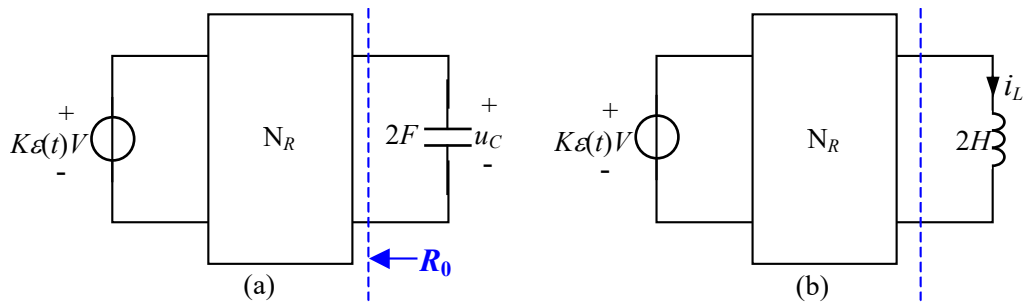 +
Kε(t)V
-
N_R
2F
+
u_C
-
R_0
(a)
+
Kε(t)V
-
N_R
i_L
2H
(b)